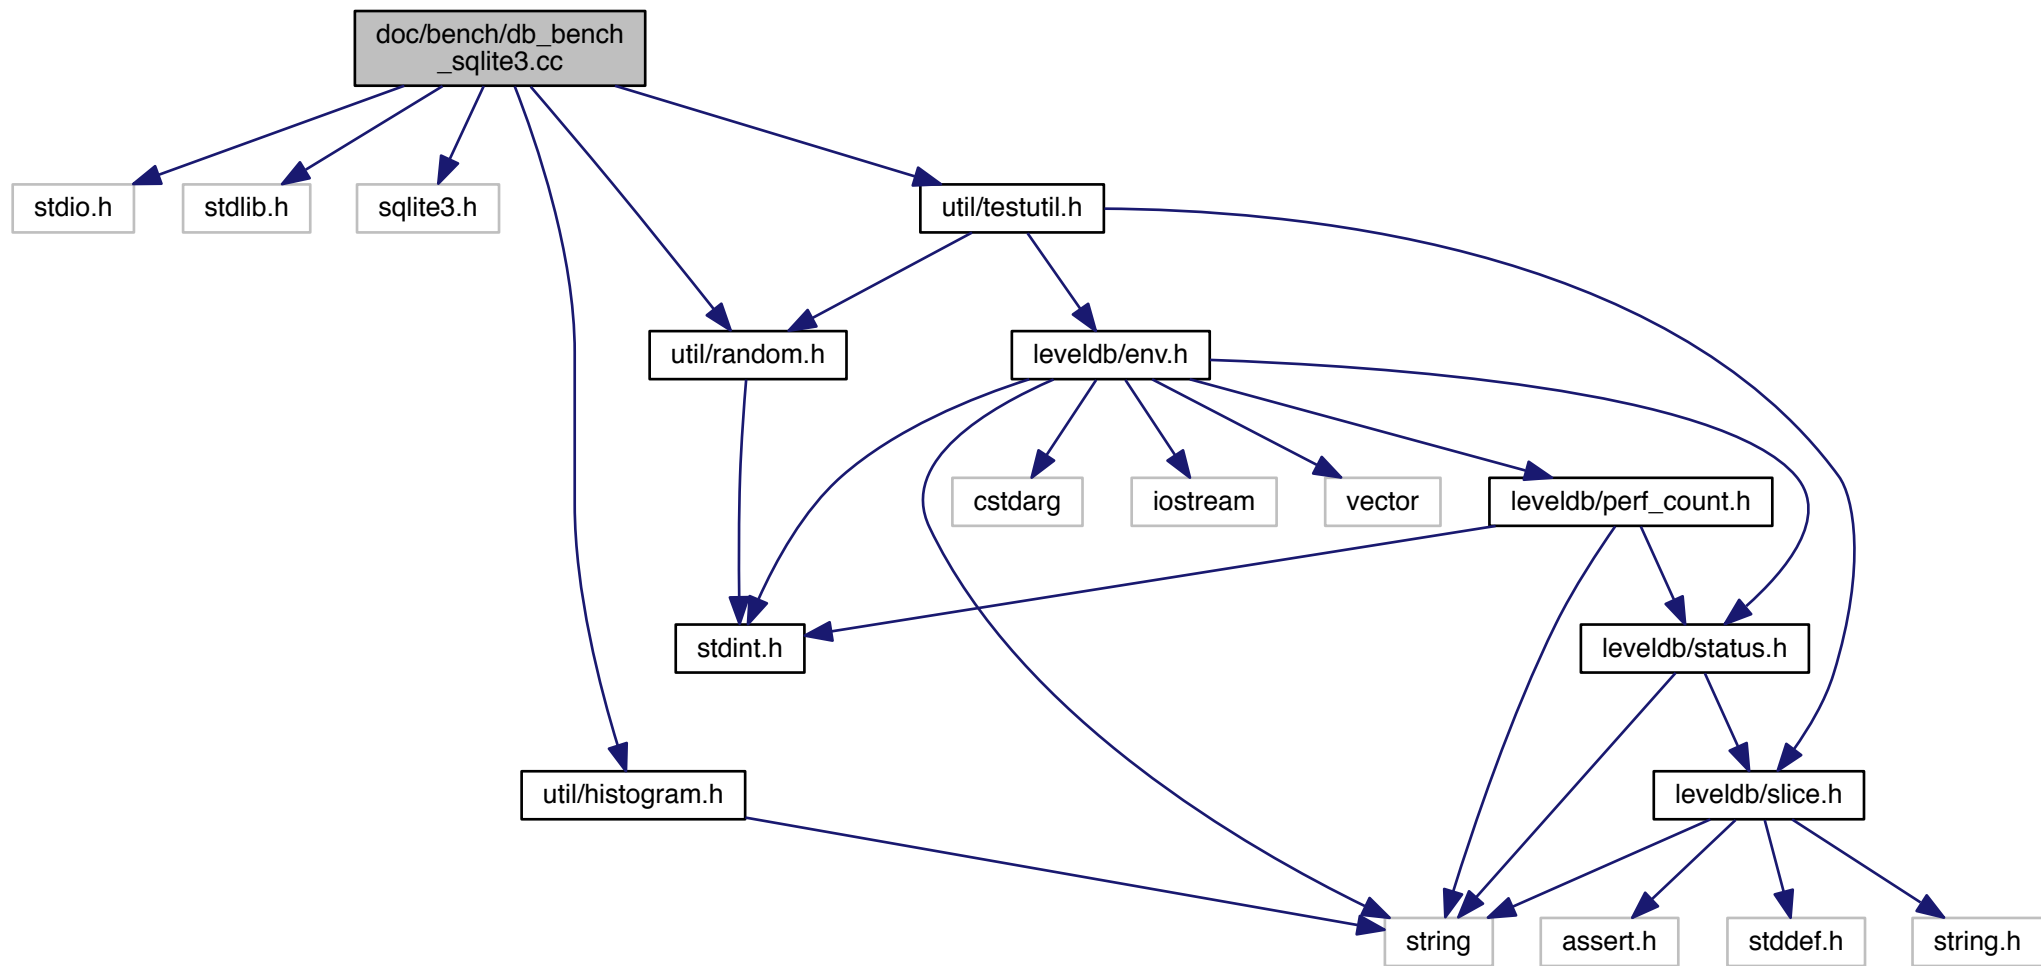 doc/bench/db_bench
_sqlite3.cc
stdio.h
stdlib.h
sqlite3.h
util/testutil.h
util/random.h
leveldb/env.h
cstdarg
iostream
vector
leveldb/perf_count.h
stdint.h
leveldb/status.h
util/histogram.h
leveldb/slice.h
string
assert.h
stddef.h
string.h